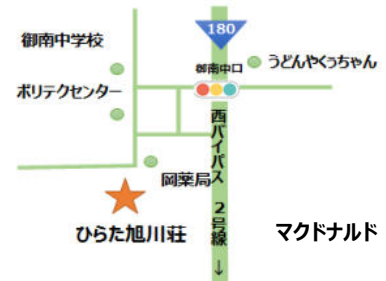 180
御南中学校
御南中口
うどんやくぅちゃん
ポリテクセンター
西バイパス 2号線 ↓
岡薬局
ひらた旭川荘
マクドナルド